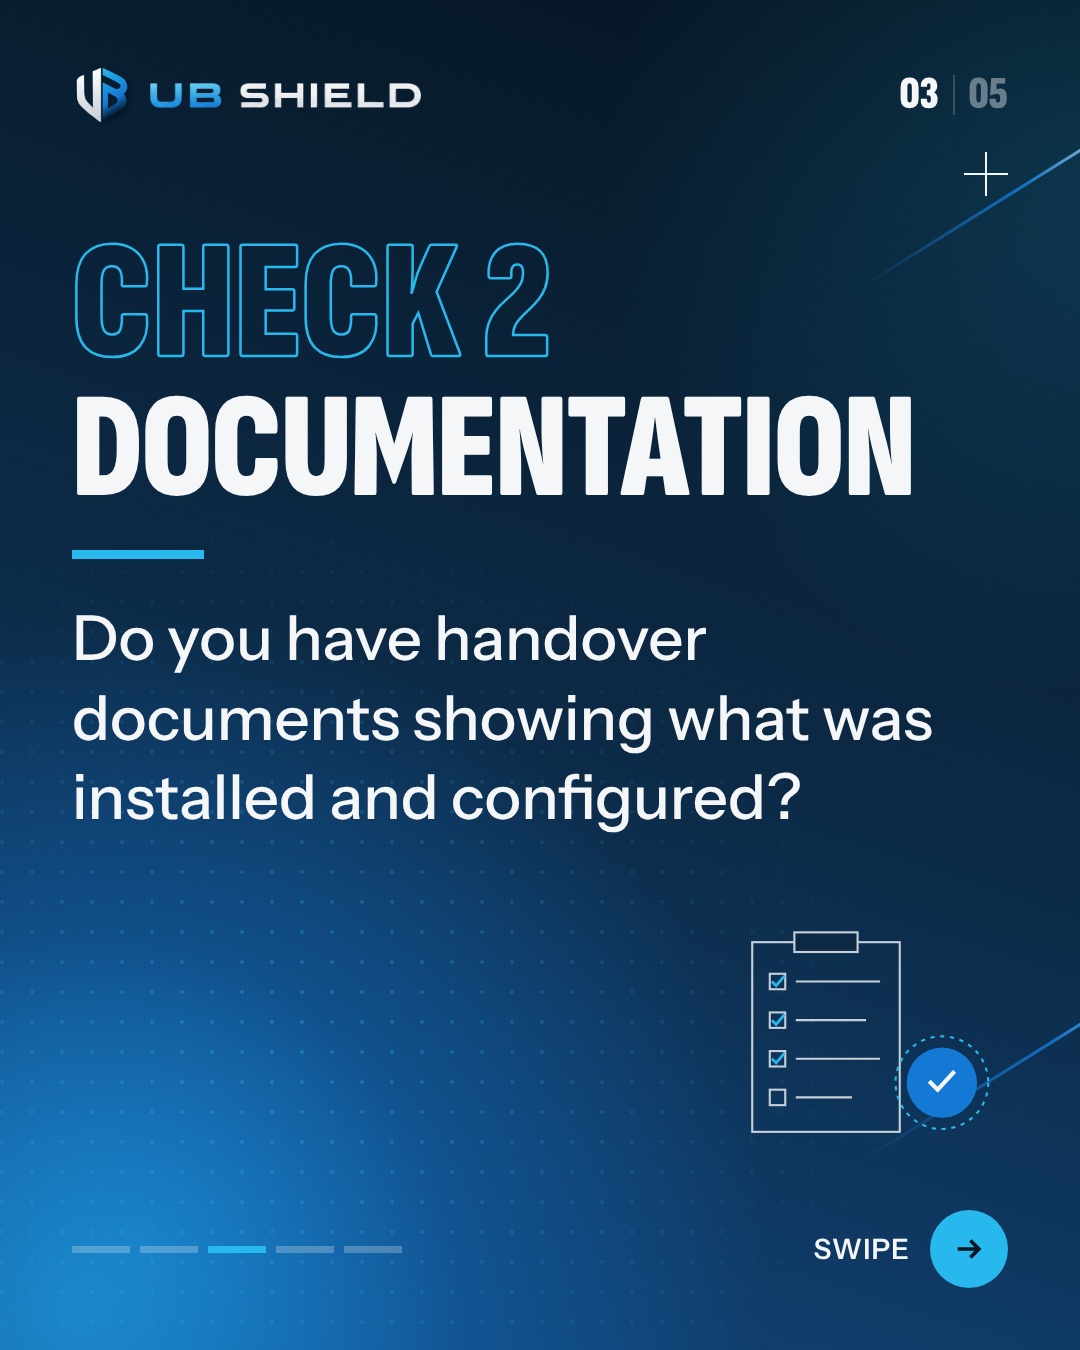 UB SHIELD
03 | 05
CHECK 2
DOCUMENTATION
Do you have handover
documents showing what was
installed and configured?
SWIPE